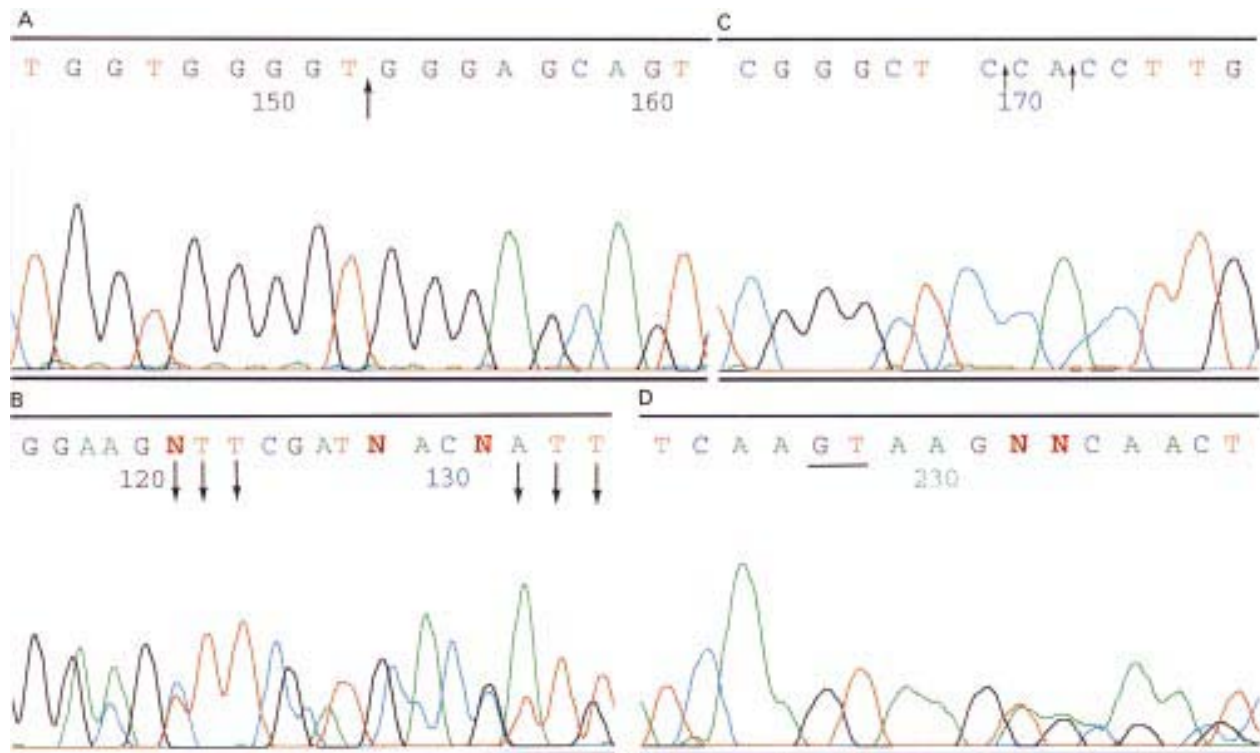 A
T G G T G G G G T G G G A G C A G T
150 160
C
C G G G C T C C A C C T T G
170
B
G G A A G N T T C G A T N A C N A T T
120 130
D
T C A A G T A A G N N C A A C T
230